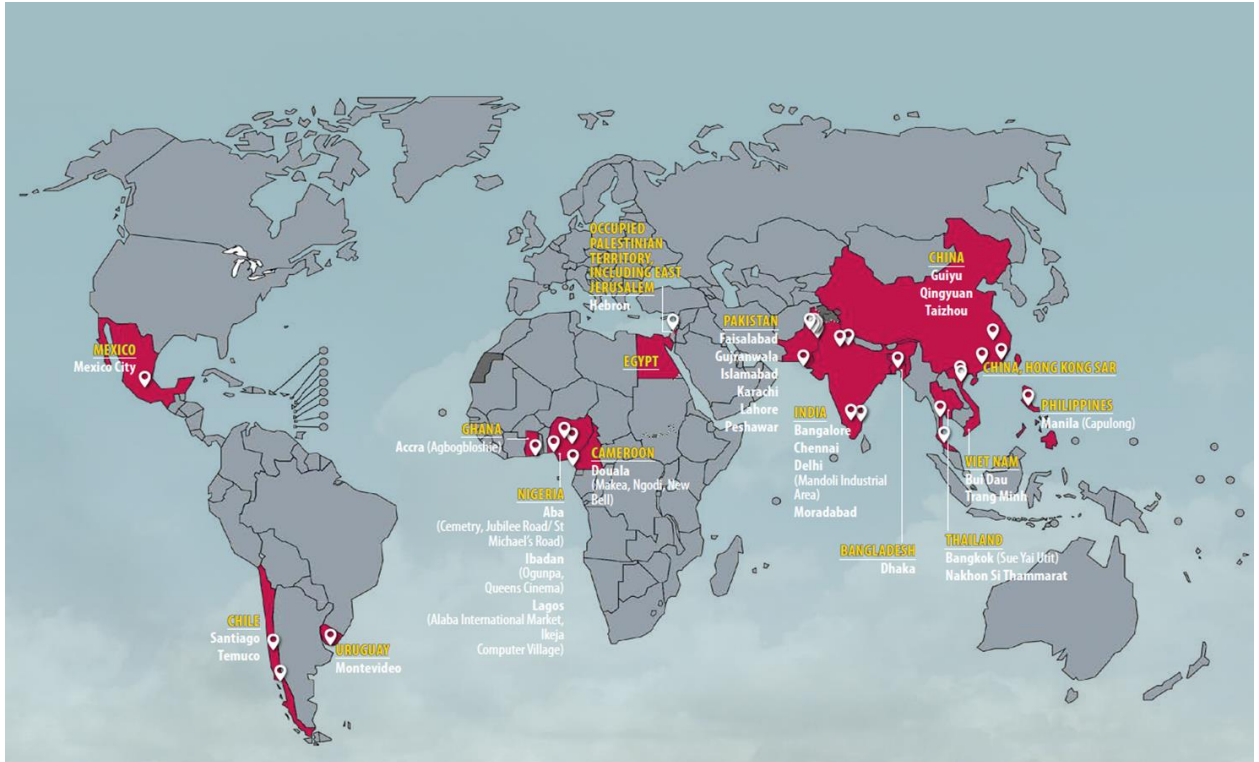 OCCUPIED
PALESTINIAN
TERRITORY,
INCLUDING EAST
JERUSALEM
Hebron
CHINA
Guiyu
Qingyuan
Taizhou
MEXICO
Mexico City
EGYPT
PAKISTAN
Faisalabad
Gujranwala
Islamabad
Karachi
Lahore
Peshawar
CHINA, HONG KONG SAR
PHILIPPINES
Manila (Capulong)
GHANA
Accra (Agbogbloshie)
CAMEROON
Douala
(Makea, Ngodi, New
Bell)
NIGERIA
Aba
(Cemetry, Jubilee Road/ St
Michael's Road)
Ibadan
(Ogunpa,
Queens Cinema)
Lagos
(Alaba International Market,
Ikeja
Computer Village)
INDIA
Bangalore
Chennai
Delhi
(Mandoli Industrial
Area)
Moradabad
VIET NAM
Bui Dau
Trang Minh
BANGLADESH
Dhaka
THAILAND
Bangkok (Sue Yai Utit)
Nakhon Si Thammarat
CHILE
Santiago
Temuco
URUGUAY
Montevideo